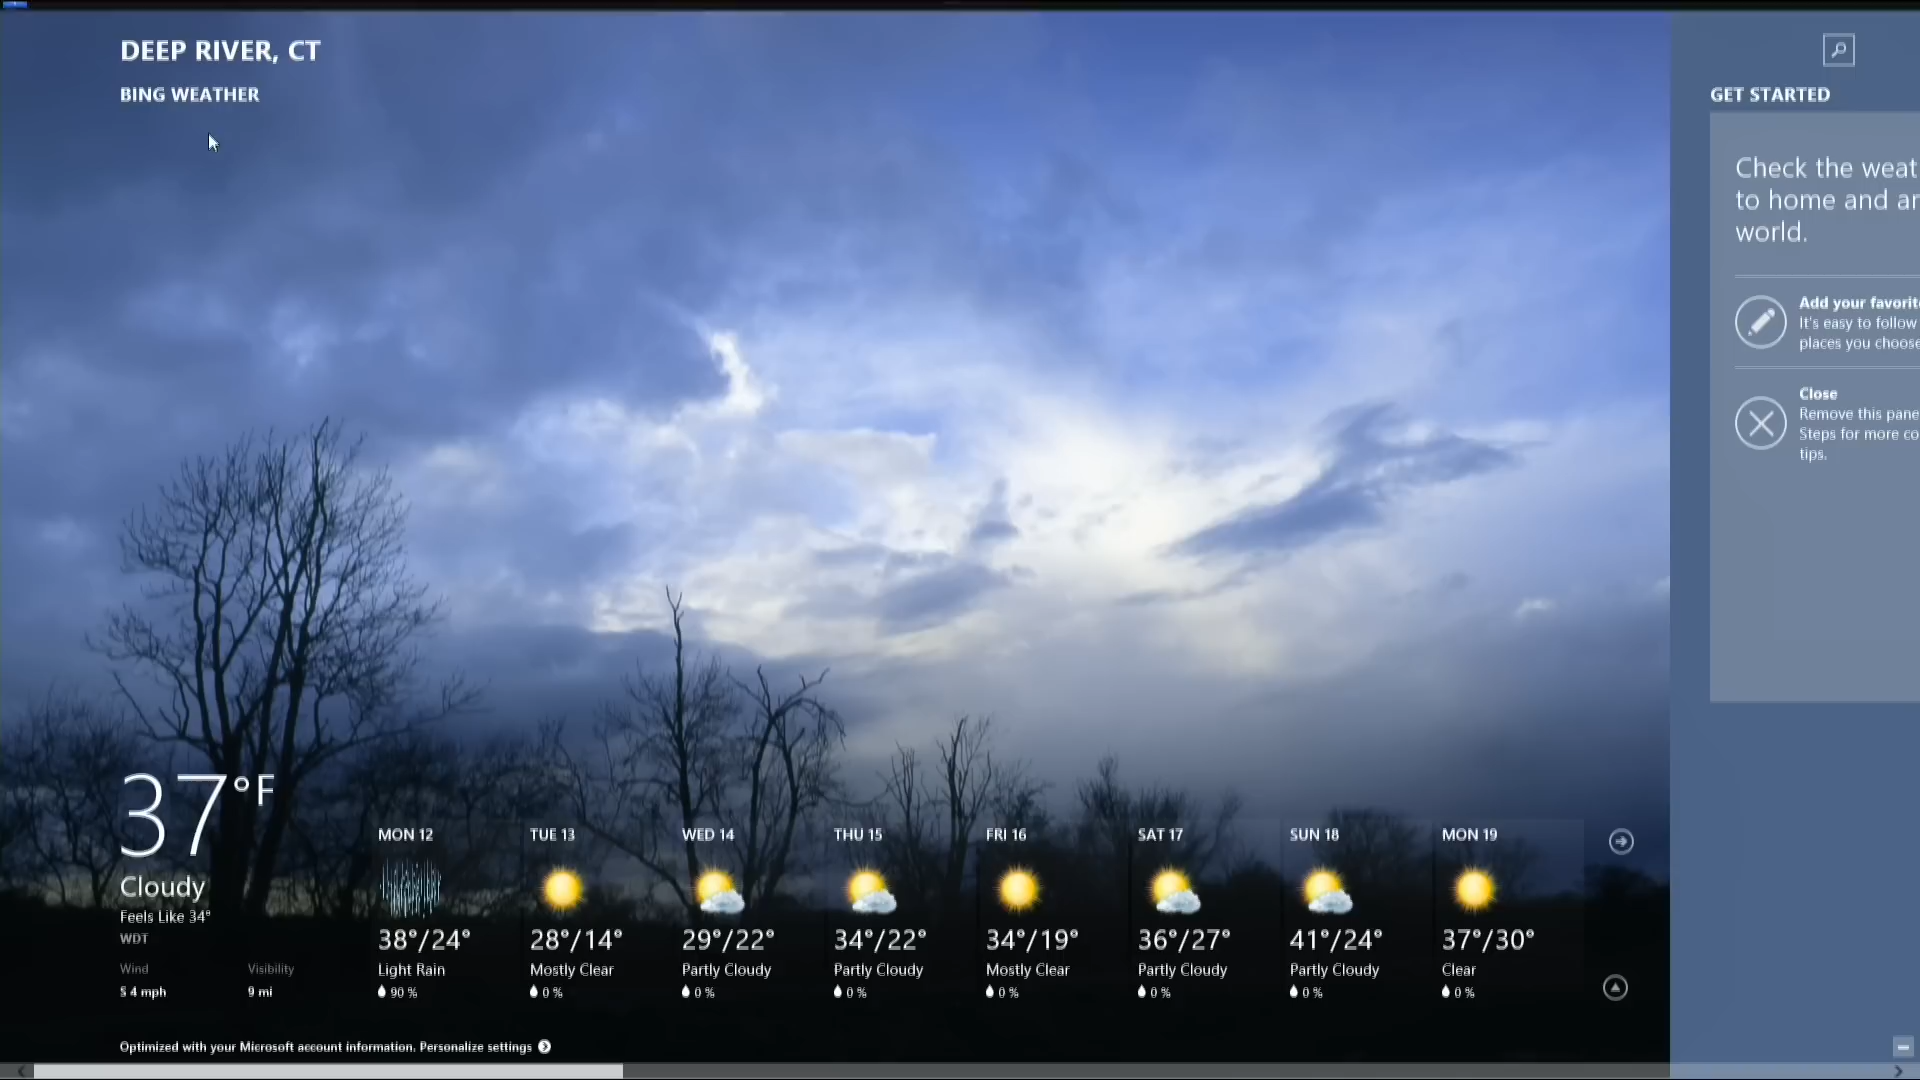 DEEP RIVER, CT
BING WEATHER
37°F
Cloudy
Feels Like 34°
WDT
Wind
S 4 mph
Visibility
9 mi
MON 12
38°/24°
Light Rain
90 %
TUE 13
28°/14°
Mostly Clear
0 %
WED 14
29°/22°
Partly Cloudy
0 %
THU 15
34°/22°
Partly Cloudy
0 %
FRI 16
34°/19°
Mostly Clear
0 %
SAT 17
36°/27°
Partly Cloudy
0 %
SUN 18
41°/24°
Partly Cloudy
0 %
MON 19
37°/30°
Clear
0 %
Optimized with your Microsoft account information. Personalize settings
GET STARTED
Check the weat
to home and ar
world.
Add your favorit
It's easy to follow
places you choose
Close
Remove this pane
Steps for more co
tips.